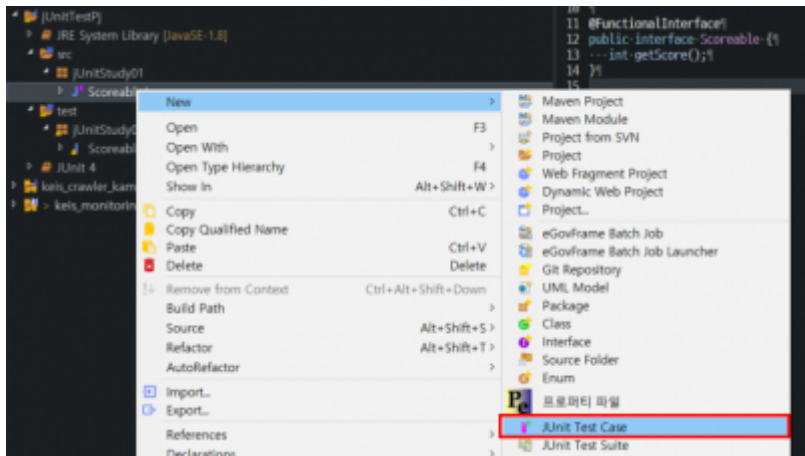 jUnitTestPj
JRE System Library [JavaSE-1.8]
src
jUnitStudy01
test
JUnit 4
11 @FunctionalInterface
12 public interface Scoreable {
13 int getScore();
14 }
15
New
Open F3
Open With
Open Type Hierarchy F4
Show In Alt+Shift+W
Copy Ctrl+C
Copy Qualified Name
Paste Ctrl+V
Delete Delete
Remove from Context Ctrl+Alt+Shift+Down
Build Path
Source Alt+Shift+S
Refactor Alt+Shift+T
AutoRefactor
Import...
Export...
References
Declarations
Maven Project
Maven Module
Project from SVN
Project
Web Fragment Project
Dynamic Web Project
Project...
eGovFrame Batch Job
eGovFrame Batch Job Launcher
Git Repository
UML Model
Package
Class
Interface
Source Folder
Enum
프로퍼티 파일
JUnit Test Case
JUnit Test Suite